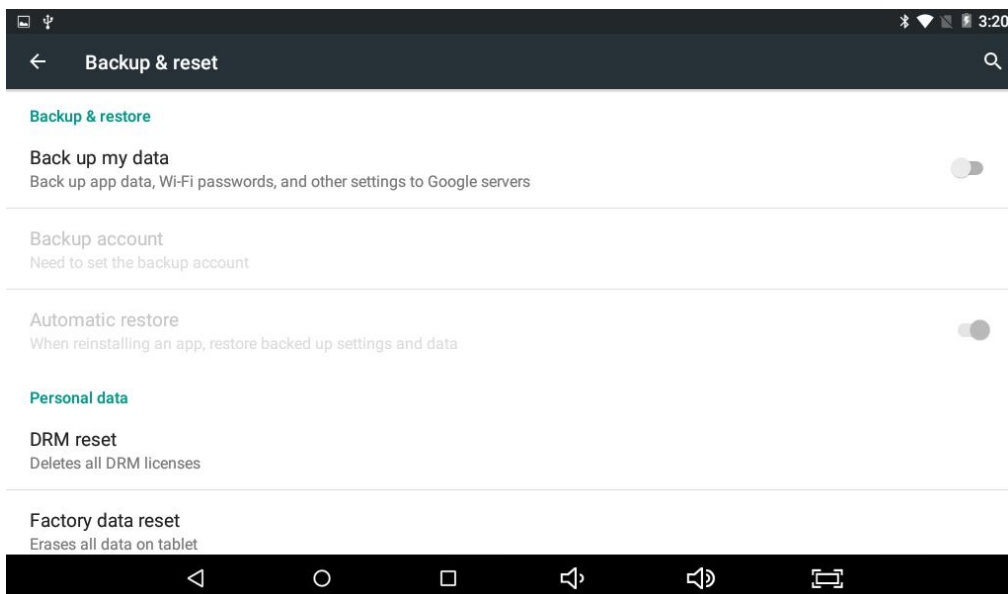 3:20
Backup & reset
Backup & restore
Back up my data
Back up app data, Wi-Fi passwords, and other settings to Google servers
Backup account
Need to set the backup account
Automatic restore
When reinstalling an app, restore backed up settings and data
Personal data
DRM reset
Deletes all DRM licenses
Factory data reset
Erases all data on tablet